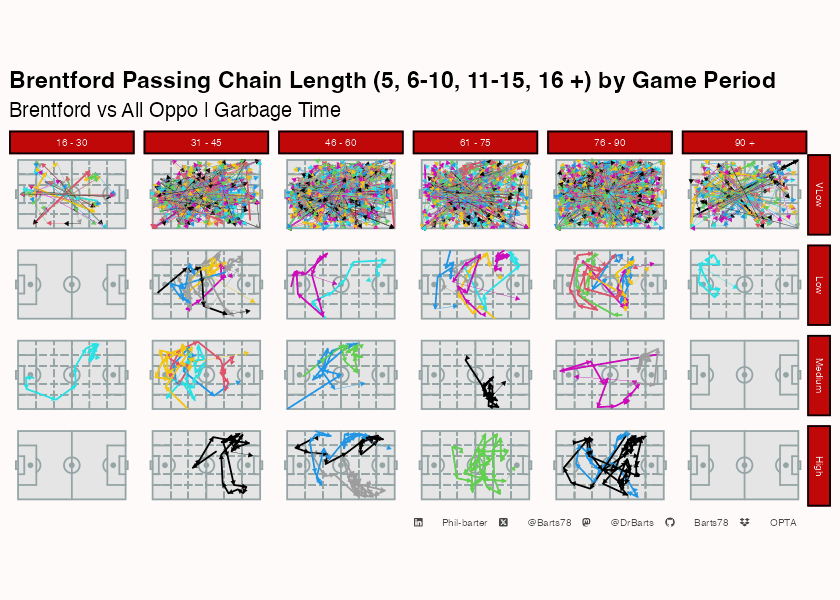 Brentford Passing Chain Length (5, 6-10, 11-15, 16 +) by Game Period
Brentford vs All Oppo | Garbage Time
16 - 30 31 - 45 46 - 60 61 - 75 76 - 90 90 +
VLow
Low
Medium
High
Phil-barter @Barts78 @DrBarts Barts78 OPTA